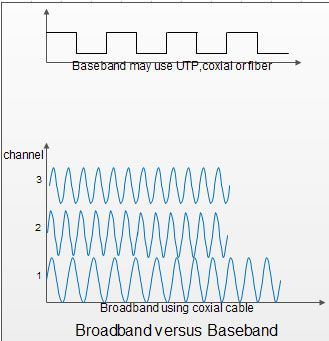 Baseband may use UTP,coxial or fiber
channel
3
2
1
Broadband using coxial cable
Broadband versus Baseband